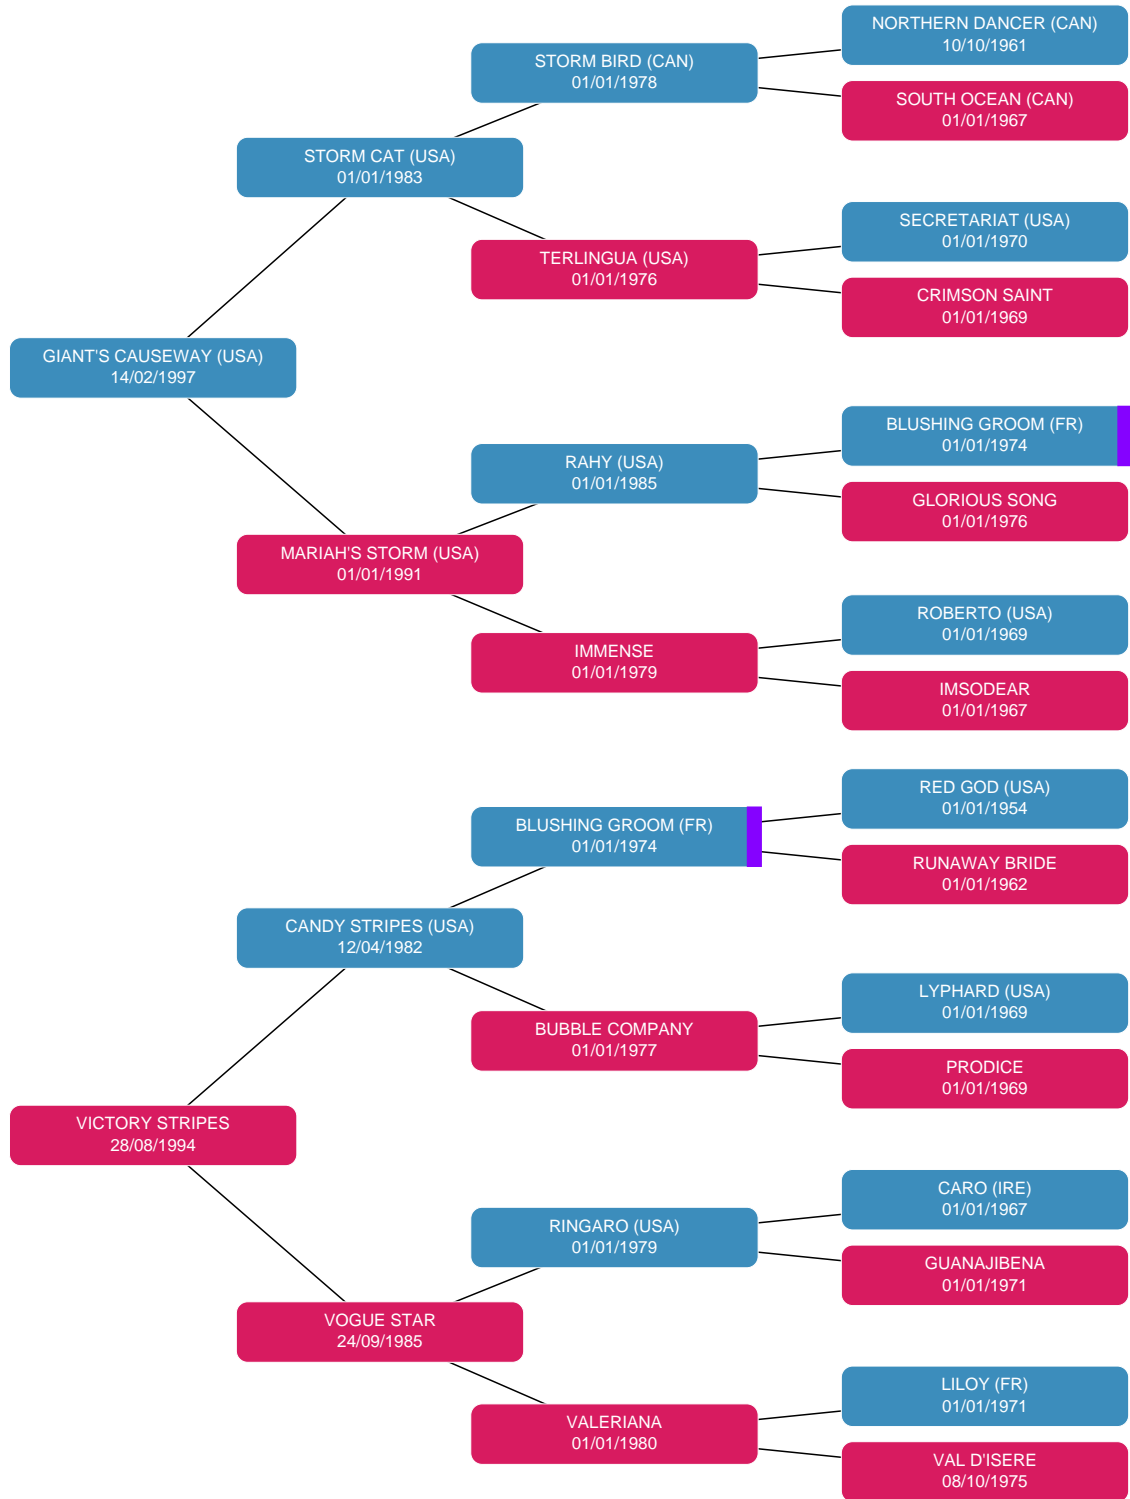 NORTHERN DANCER (CAN)
10/10/1961
STORM BIRD (CAN)
01/01/1978
SOUTH OCEAN (CAN)
01/01/1967
STORM CAT (USA)
01/01/1983
SECRETARIAT (USA)
01/01/1970
TERLINGUA (USA)
01/01/1976
CRIMSON SAINT
01/01/1969
GIANT'S CAUSEWAY (USA)
14/02/1997
BLUSHING GROOM (FR)
01/01/1974
RAHY (USA)
01/01/1985
GLORIOUS SONG
01/01/1976
MARIAH'S STORM (USA)
01/01/1991
ROBERTO (USA)
01/01/1969
IMMENSE
01/01/1979
IMSODEAR
01/01/1967
RED GOD (USA)
01/01/1954
BLUSHING GROOM (FR)
01/01/1974
RUNAWAY BRIDE
01/01/1962
CANDY STRIPES (USA)
12/04/1982
LYPHARD (USA)
01/01/1969
BUBBLE COMPANY
01/01/1977
PRODICE
01/01/1969
VICTORY STRIPES
28/08/1994
CARO (IRE)
01/01/1967
RINGARO (USA)
01/01/1979
GUANAJIBENA
01/01/1971
VOGUE STAR
24/09/1985
LILOY (FR)
01/01/1971
VALERIANA
01/01/1980
VAL D'ISERE
08/10/1975